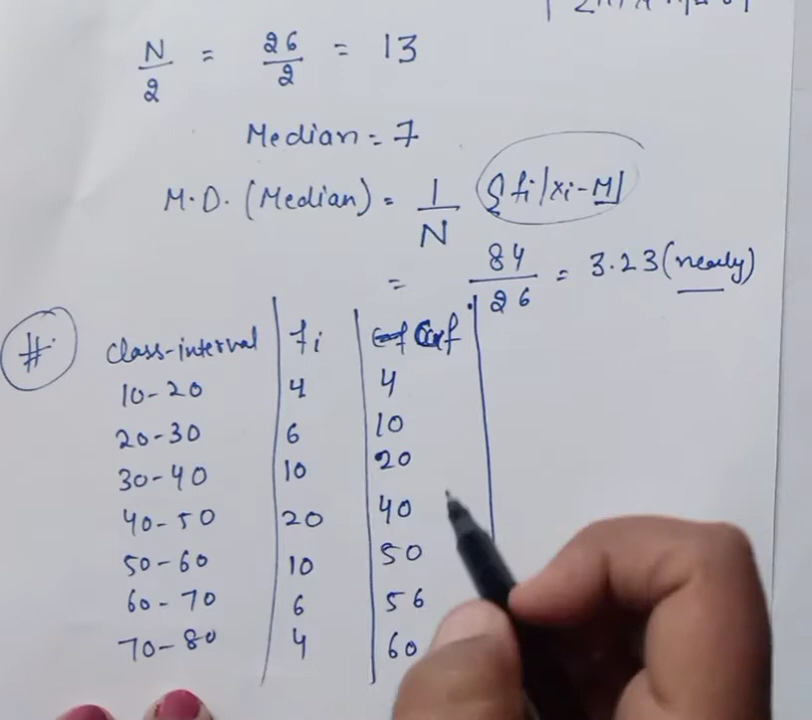 N/2 = 26/2 = 13
Median = 7
M.D. (Median) = 1/N Σfi|xi-M|
= 84/26 = 3.23 (nearly)
# class-interval fi Cxf
10-20 4 4
20-30 6 10
30-40 10 20
40-50 20 40
50-60 10 50
60-70 6 56
70-80 4 60